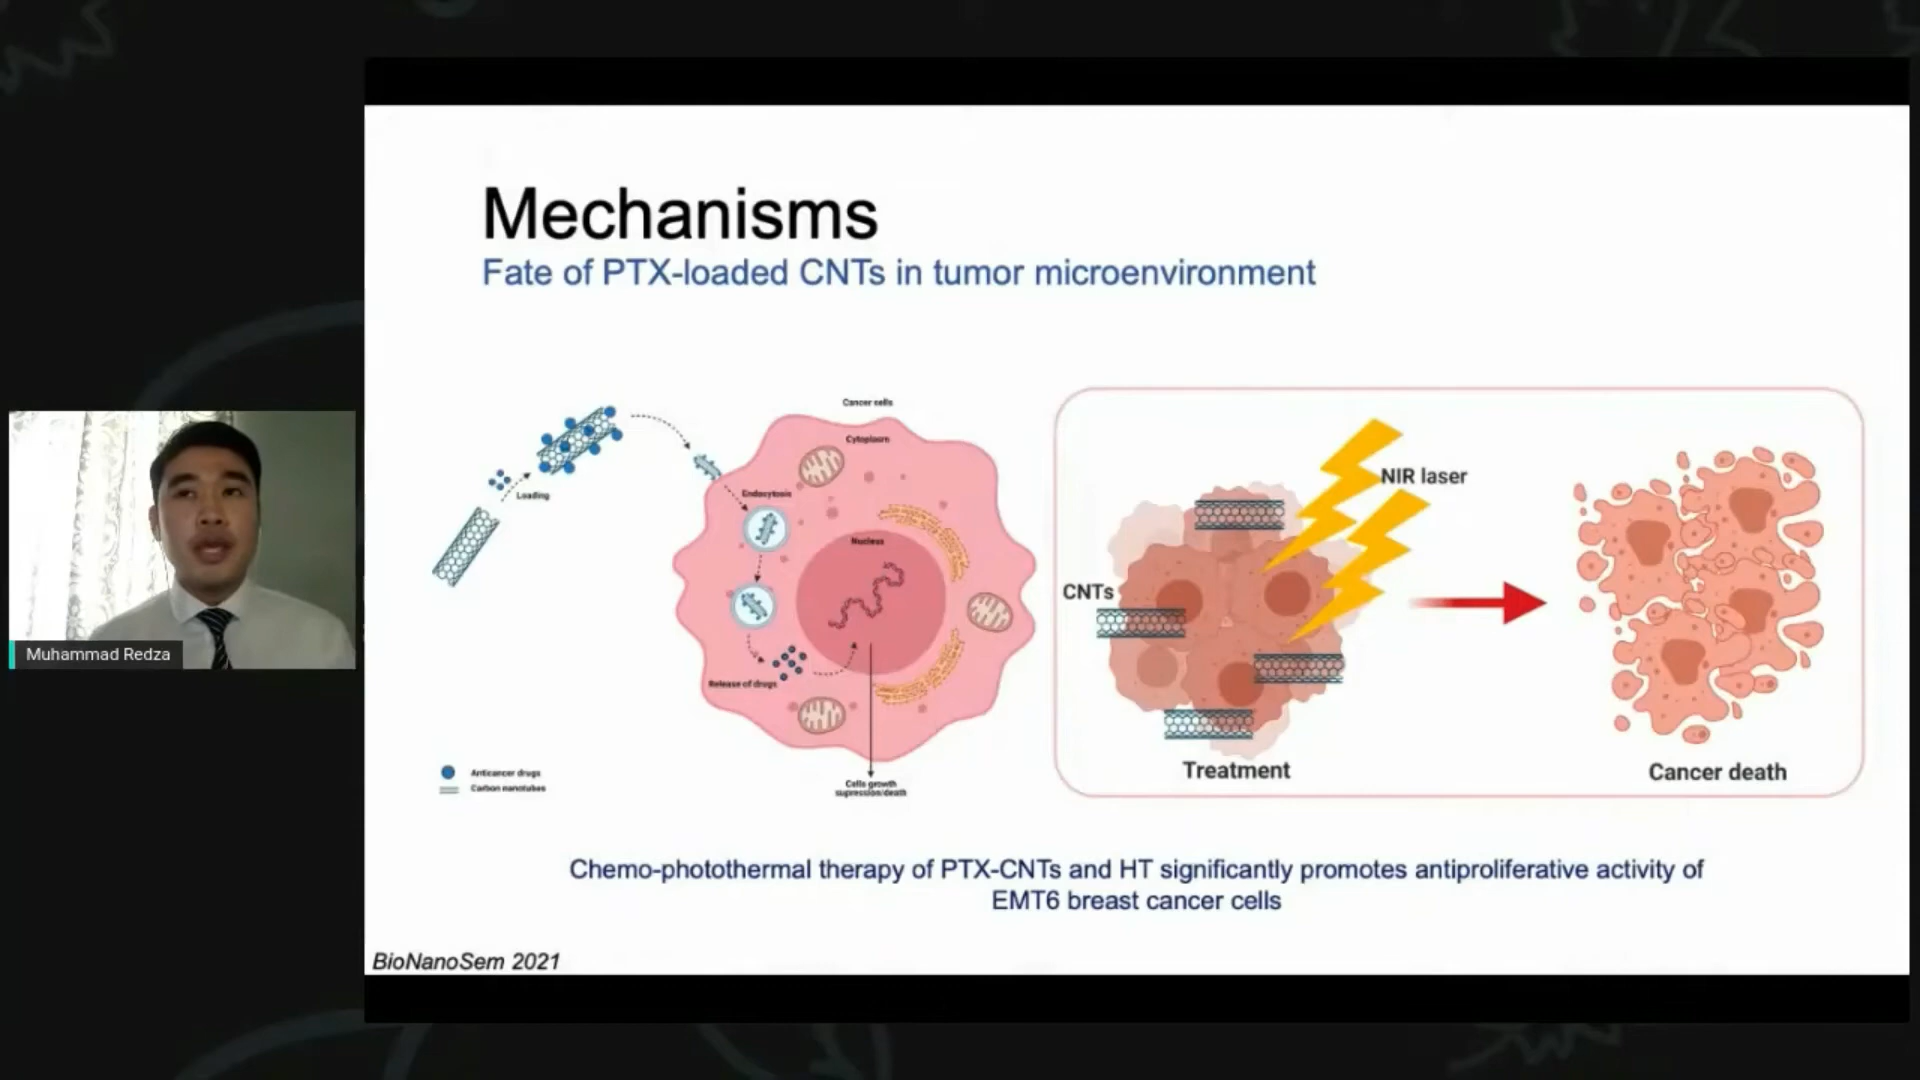 Mechanisms
Fate of PTX-loaded CNTs in tumor microenvironment
Cancer cells
Cytoplasm
Endocytosis
Loading
Nucleus
Release of drugs
Anticancer drugs
Carbon nanotubes
Cells growth
supression/death
NIR laser
CNTs
Treatment
Cancer death
Chemo-photothermal therapy of PTX-CNTs and HT significantly promotes antiproliferative activity of
EMT6 breast cancer cells
BioNanoSem 2021
Muhammad Redza